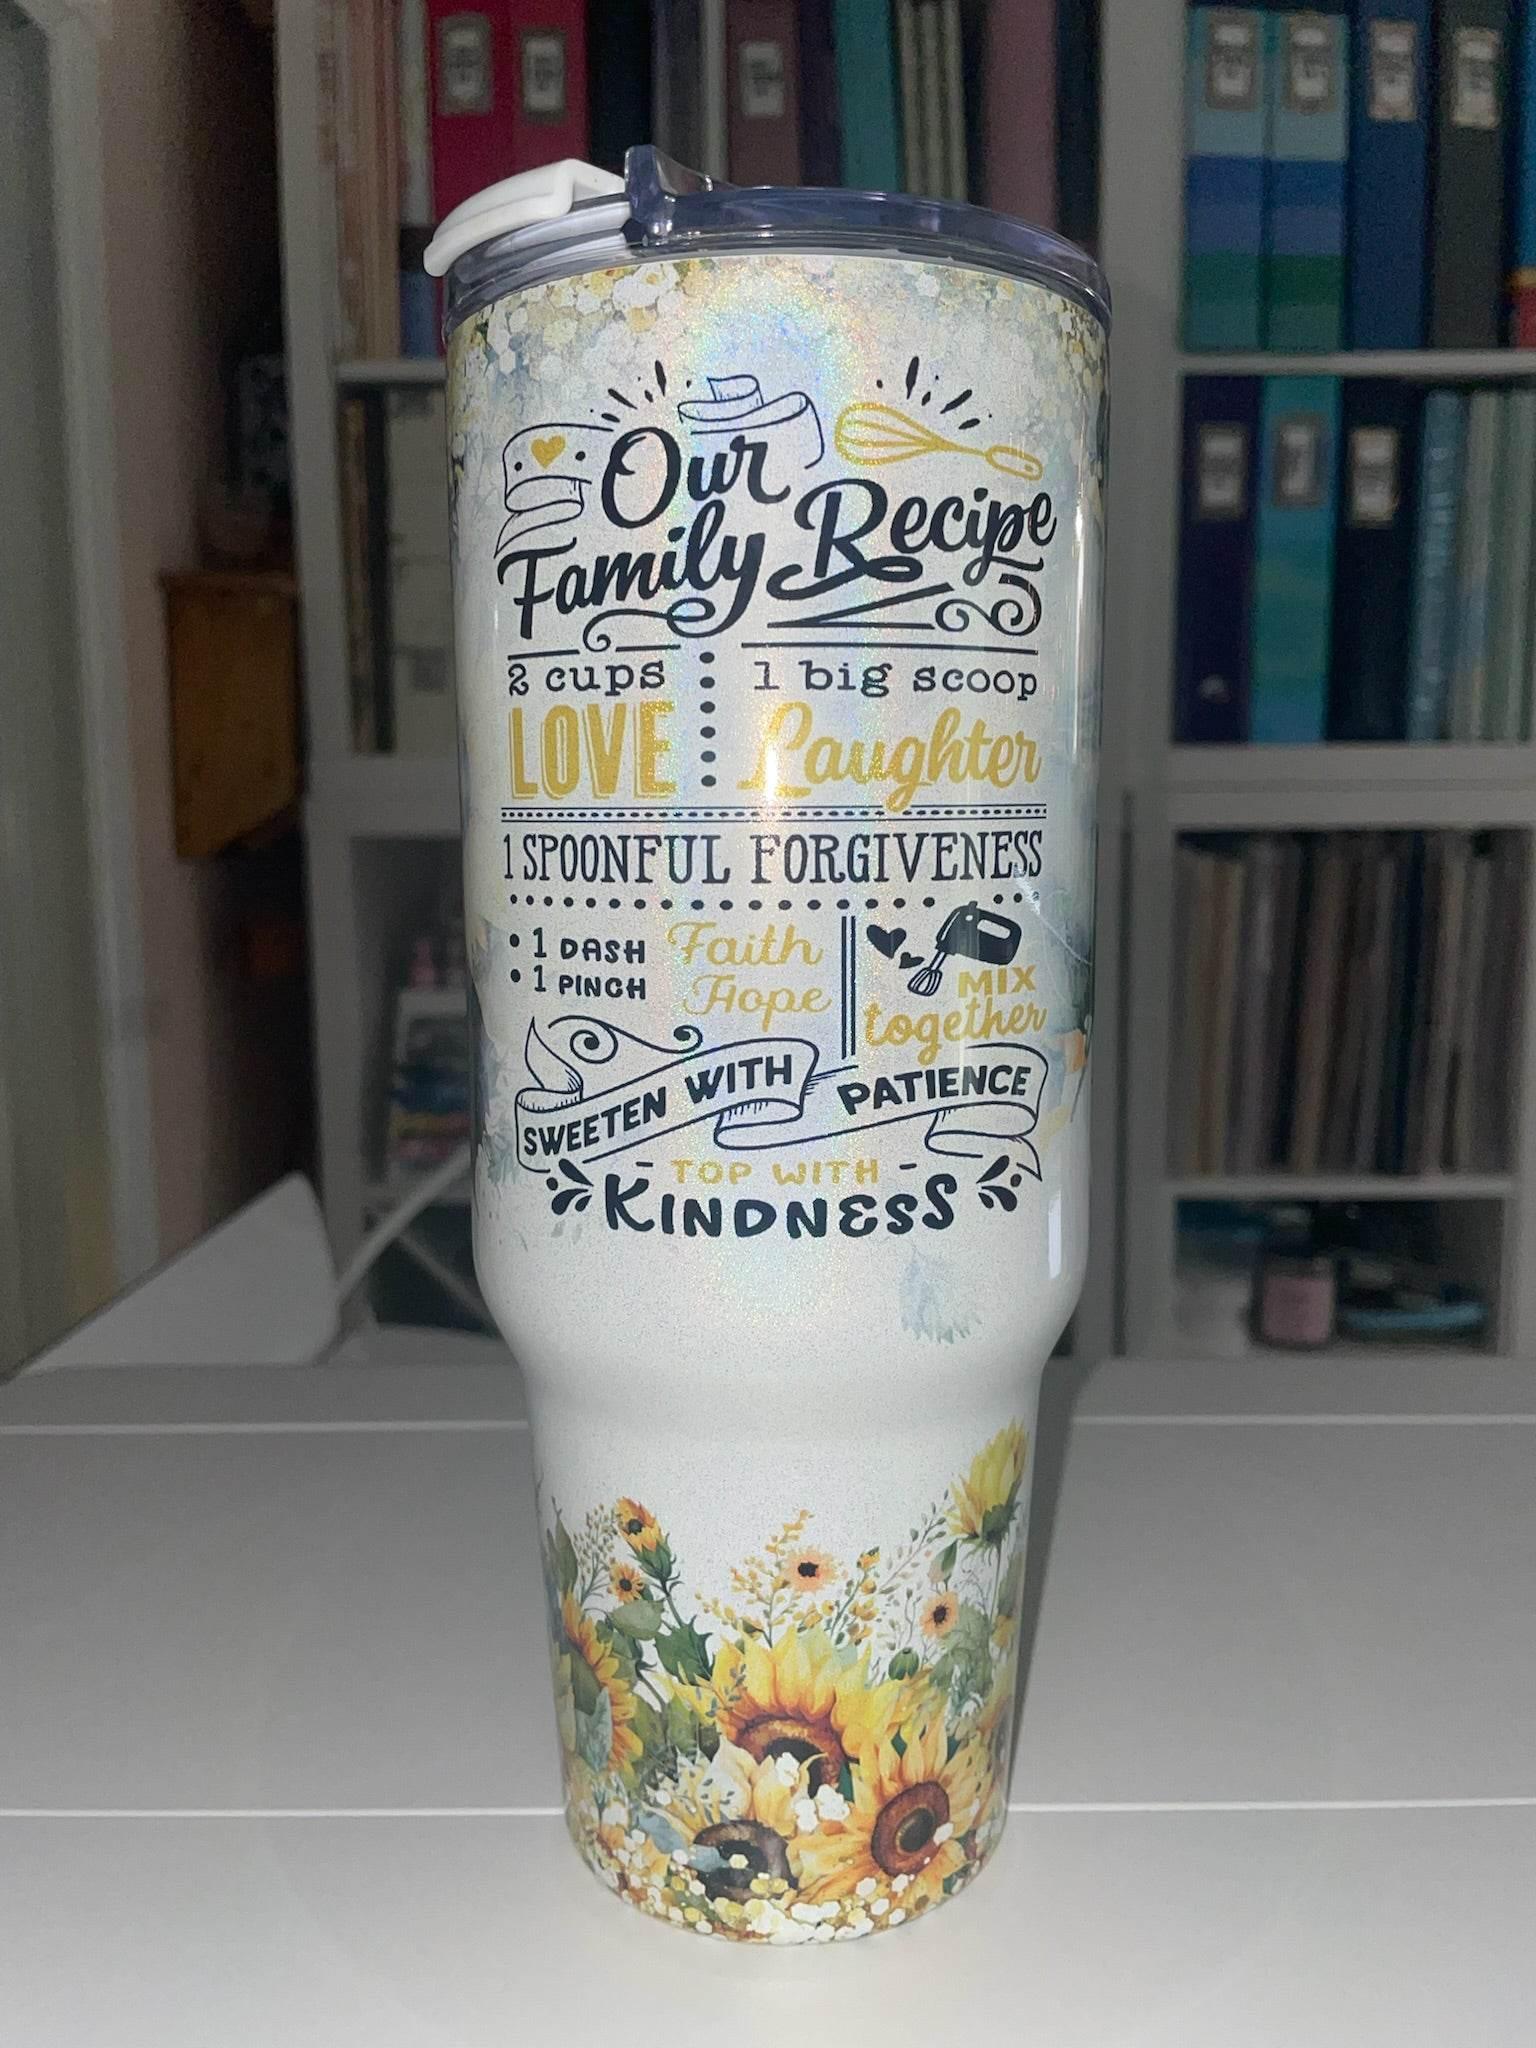 Our
Family Recipe
2 cups
LOVE
1 big scoop
Laughter
1 SPOONFUL FORGIVENESS
• 1 DASH Faith
• 1 PINCH Hope
MIX
together
SWEETEN WITH PATIENCE
- TOP WITH -
KINDNESS